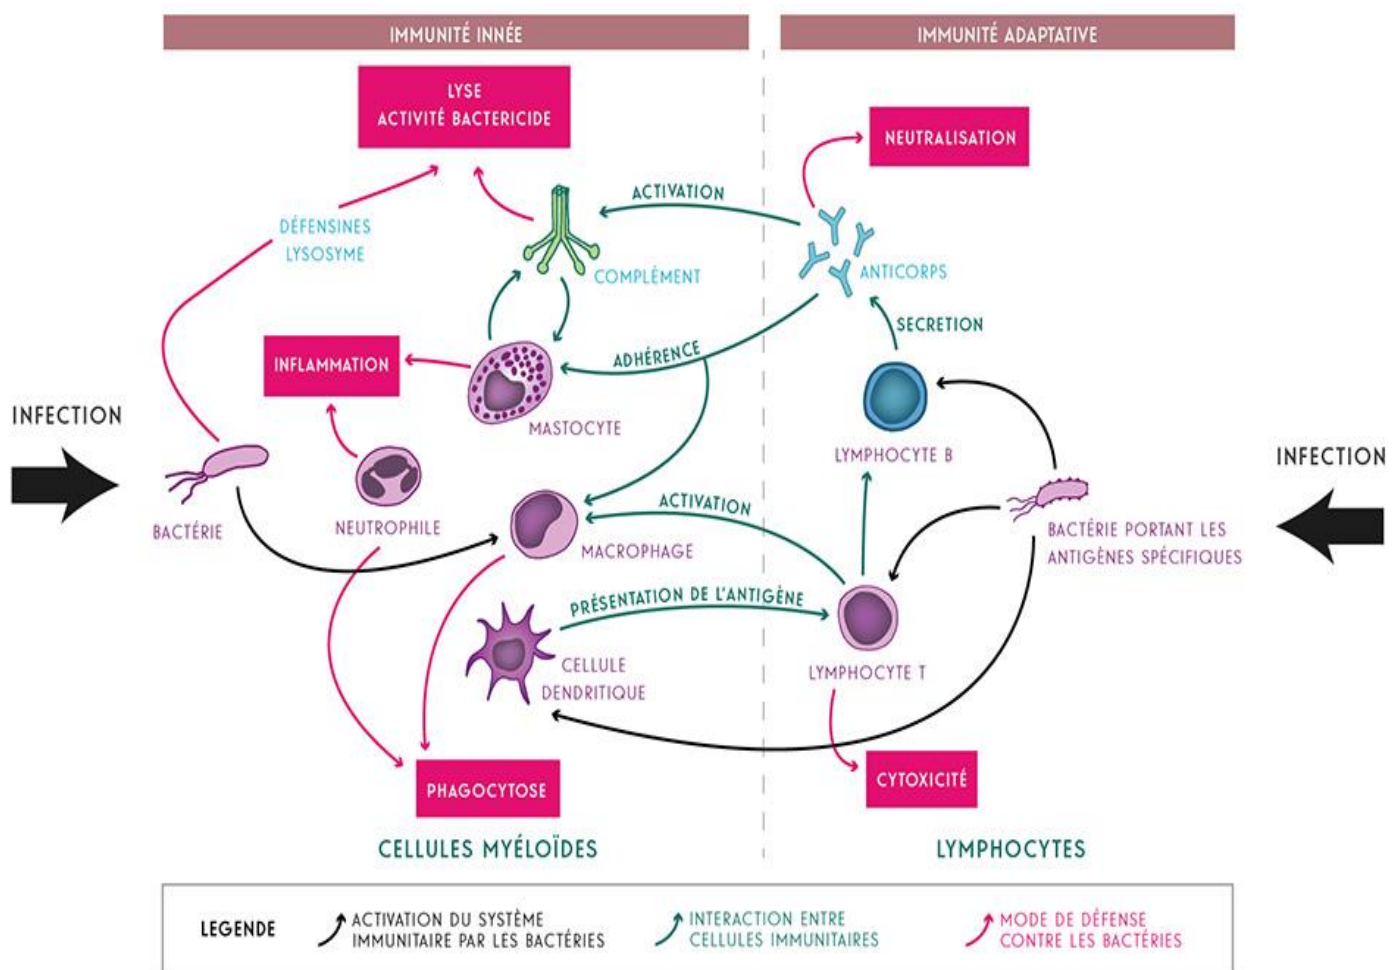 IMMUNITÉ INNÉE
IMMUNITÉ ADAPTATIVE
LYSE
ACTIVITÉ BACTERICIDE
NEUTRALISATION
ACTIVATION
DÉFENSINES
LYSOSYME
COMPLÉMENT
ANTICORPS
SECRETION
INFLAMMATION
ADHÉRENCE
MASTOCYTE
LYMPHOCYTE B
INFECTION
INFECTION
BACTÉRIE
NEUTROPHILE
MACROPHAGE
ACTIVATION
BACTÉRIE PORTANT LES
ANTIGÈNES SPÉCIFIQUES
PRÉSENTATION DE L'ANTIGÈNE
CELLULE
DENDRITIQUE
LYMPHOCYTE T
PHAGOCYTOSE
CYTOXICITÉ
CELLULES MYÉLOÏDES
LYMPHOCYTES
LEGENDE
ACTIVATION DU SYSTÈME
IMMUNITAIRE PAR LES BACTÉRIES
INTERACTION ENTRE
CELLULES IMMUNITAIRES
MODE DE DÉFENSE
CONTRE LES BACTÉRIES